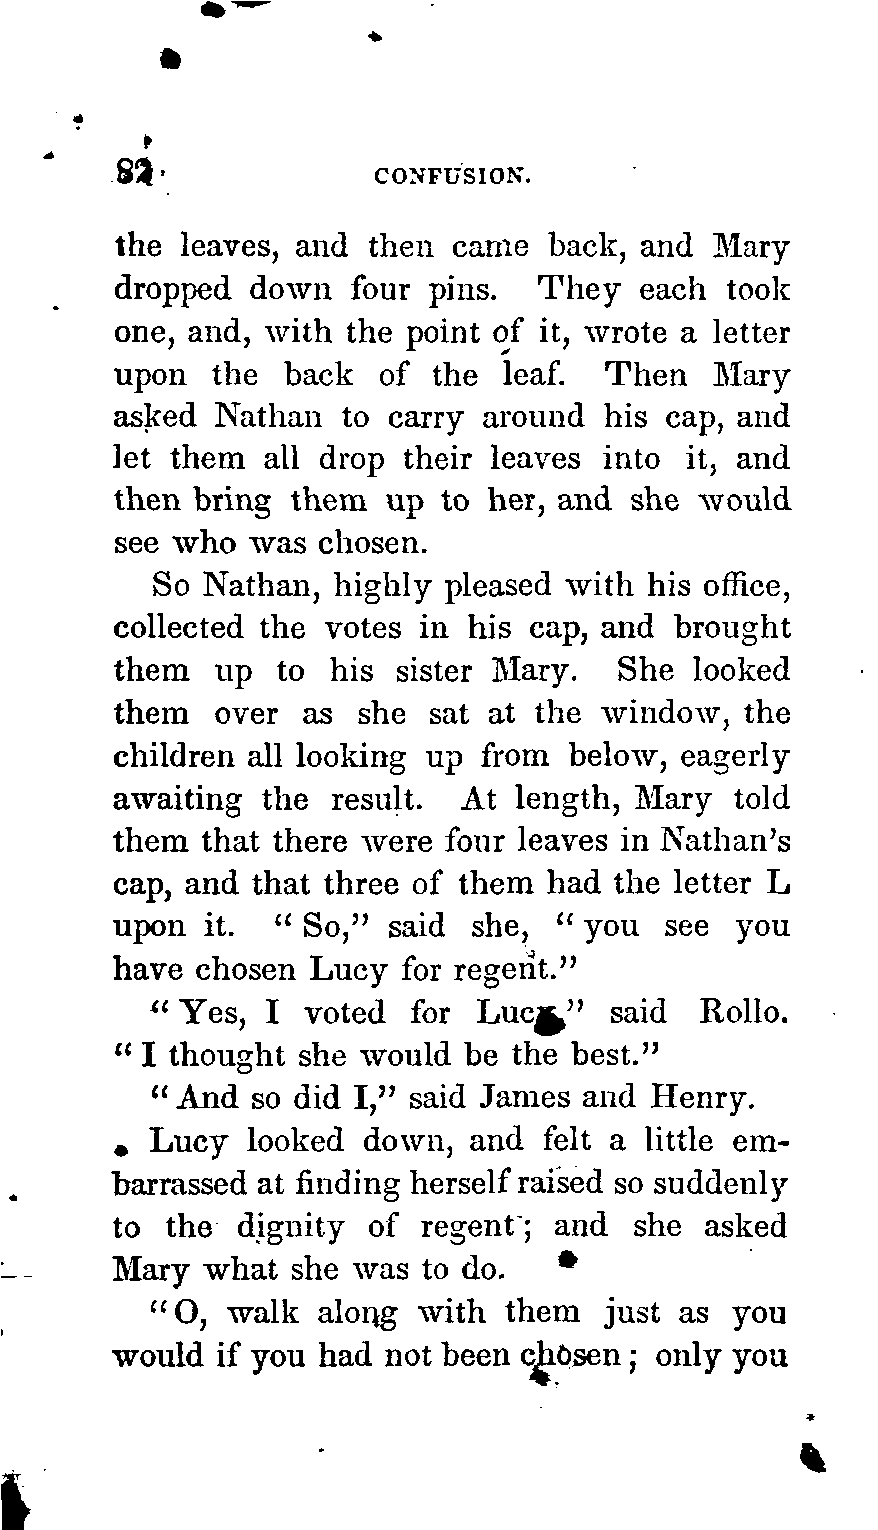 82 CONFUSION.
the leaves, and then came back, and Mary
dropped down four pins. They each took
one, and, with the point of it, wrote a letter
upon the back of the leaf. Then Mary
asked Nathan to carry around his cap, and
let them all drop their leaves into it, and
then bring them up to her, and she would
see who was chosen.
So Nathan, highly pleased with his office,
collected the votes in his cap, and brought
them up to his sister Mary. She looked
them over as she sat at the window, the
children all looking up from below, eagerly
awaiting the result. At length, Mary told
them that there were four leaves in Nathan's
cap, and that three of them had the letter L
upon it. "So," said she, "you see you
have chosen Lucy for regent."
"Yes, I voted for Lucy," said Rollo.
"I thought she would be the best."
"And so did I," said James and Henry.
Lucy looked down, and felt a little em-
barrassed at finding herself raised so suddenly
to the dignity of regent; and she asked
Mary what she was to do.
"O, walk along with them just as you
would if you had not been chosen; only you